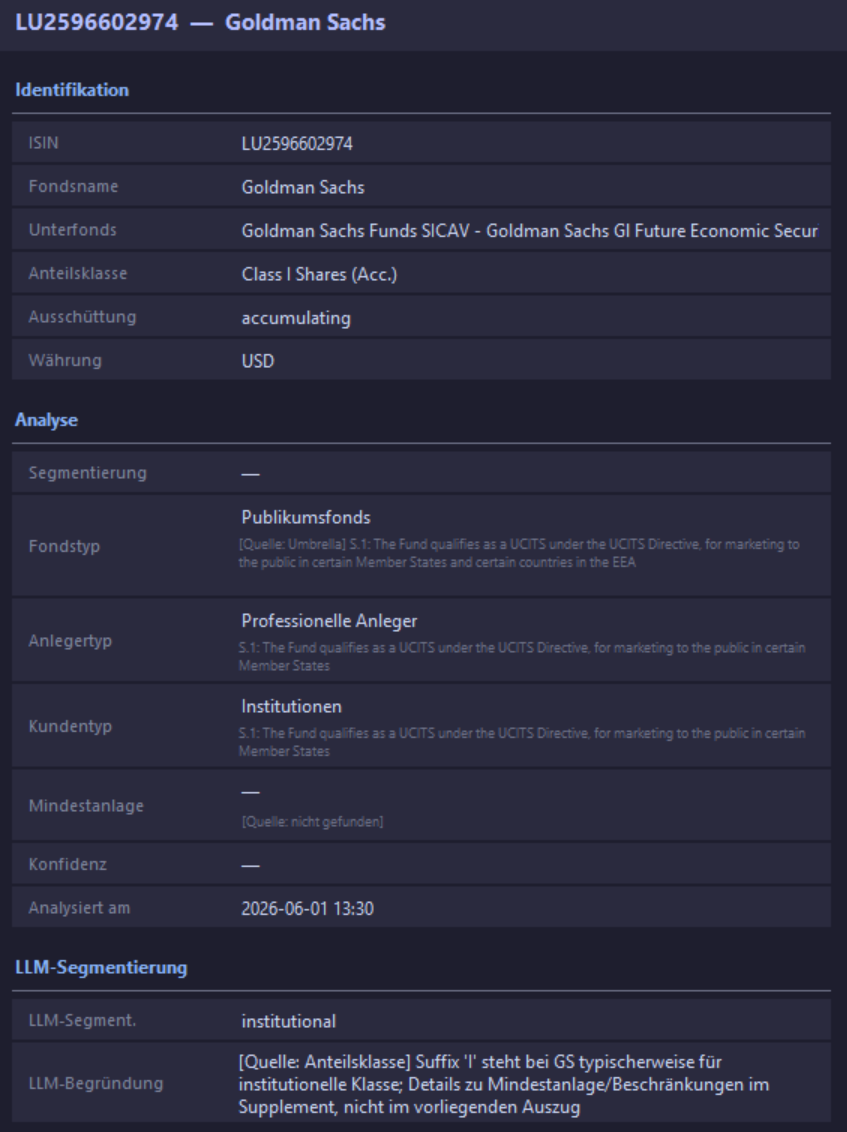 LU2596602974 — Goldman Sachs
Identifikation
ISIN LU2596602974
Fondsname Goldman Sachs
Unterfonds Goldman Sachs Funds SICAV - Goldman Sachs GI Future Economic Securi
Anteilsklasse Class I Shares (Acc.)
Ausschüttung accumulating
Währung USD
Analyse
Segmentierung —
Fondstyp Publikumsfonds
[Quelle: Umbrella] S.1: The Fund qualifies as a UCITS under the UCITS Directive, for marketing to
the public in certain Member States and certain countries in the EEA
Anlegertyp Professionelle Anleger
S.1: The Fund qualifies as a UCITS under the UCITS Directive, for marketing to the public in certain
Member States
Kundentyp Institutionen
S.1: The Fund qualifies as a UCITS under the UCITS Directive, for marketing to the public in certain
Member States
Mindestanlage —
[Quelle: nicht gefunden]
Konfidenz —
Analysiert am 2026-06-01 13:30
LLM-Segmentierung
LLM-Segment. institutional
LLM-Begründung [Quelle: Anteilsklasse] Suffix 'I' steht bei GS typischerweise für
institutionelle Klasse; Details zu Mindestanlage/Beschränkungen im
Supplement, nicht im vorliegenden Auszug